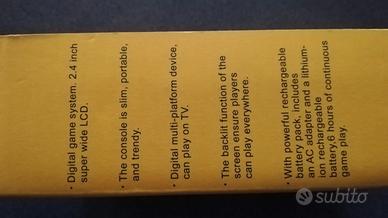 • Digital game system. 2.4 inch
super wide LCD.
• The console is slim, portable,
and trendy.
• Digital multi-platform device,
can play on TV.
• The backlit function of the
screen ensure players
can play everywhere.
• With powerful rechargeable
battery pack, includes
an AC adapter and a lithium-
ion rechargeable
battery,6 hours of continuous
game play.
subito